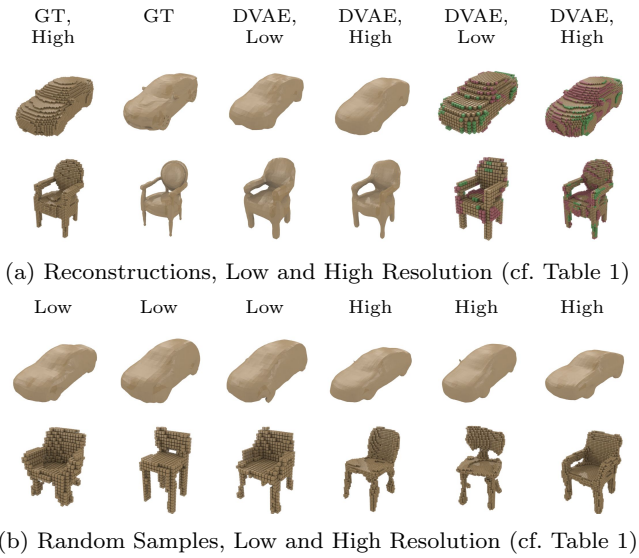 GT, GT DVAE, DVAE, DVAE, DVAE,
High Low High Low High
(a) Reconstructions, Low and High Resolution (cf. Table 1)
Low Low Low High High High
(b) Random Samples, Low and High Resolution (cf. Table 1)